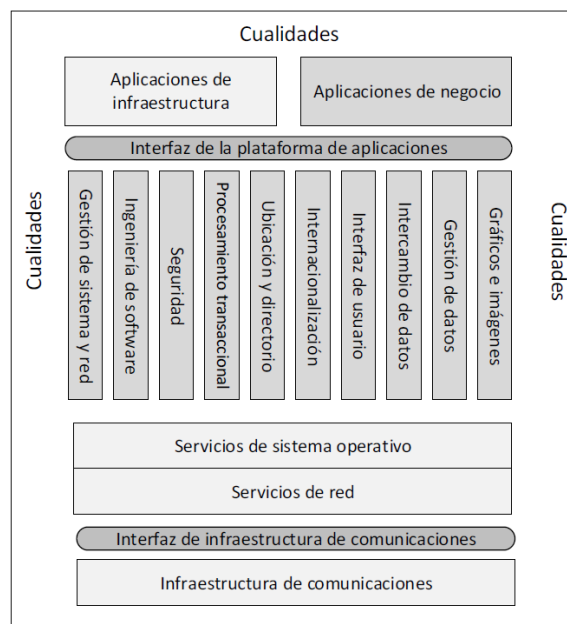 Cualidades
Aplicaciones de
infraestructura
Aplicaciones de negocio
Interfaz de la plataforma de aplicaciones
Cualidades
Gestión de sistema y red
Ingeniería de software
Seguridad
Procesamiento transaccional
Ubicación y directorio
Internacionalización
Interfaz de usuario
Intercambio de datos
Gestión de datos
Gráficos e imágenes
Cualidades
Servicios de sistema operativo
Servicios de red
Interfaz de infraestructura de comunicaciones
Infraestructura de comunicaciones